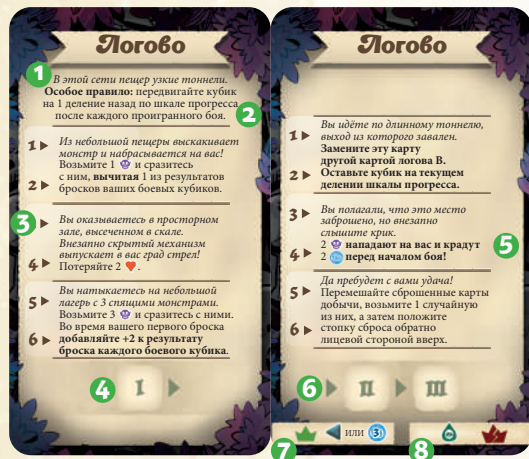 Логово
1
В этой сети пещер узкие тоннели.
Особое правило: передвигайте кубик
на 1 деление назад по шкале прогресса
после каждого проигранного боя.
2
1
Из небольшой пещеры выскакивает
монстр и набрасывается на вас!
Возьмите 1 и сразитесь
2
с ним, вычитая 1 из результатов
бросков ваших боевых кубиков.
3
3
Вы оказываетесь в просторном
зале, высеченном в скале.
Внезапно скрытый механизм
выпускает в вас град стрел!
4
Потеряйте 2 .
5
Вы натыкаетесь на небольшой
лагерь с 3 спящими монстрами.
Возьмите 3 и сразитесь с ними.
Во время вашего первого броска
6
добавляйте +2 к результату
броска каждого боевого кубика.
4
I
Логово
1
Вы идёте по длинному тоннелю,
выход из которого завален.
Замените эту карту
другой картой логова В.
2
Оставьте кубик на текущем
делении шкалы прогресса.
3
Вы полагали, что это место
заброшено, но внезапно
слышите крик.
5
2 нападают на вас и крадут
4
2 перед началом боя!
5
Да пребудет с вами удача!
Перемешайте сброшенные карты
добычи, возьмите 1 случайную
из них, а затем положите
6
стопку сброса обратно
лицевой стороной вверх.
6
II
III
7
или 3
8